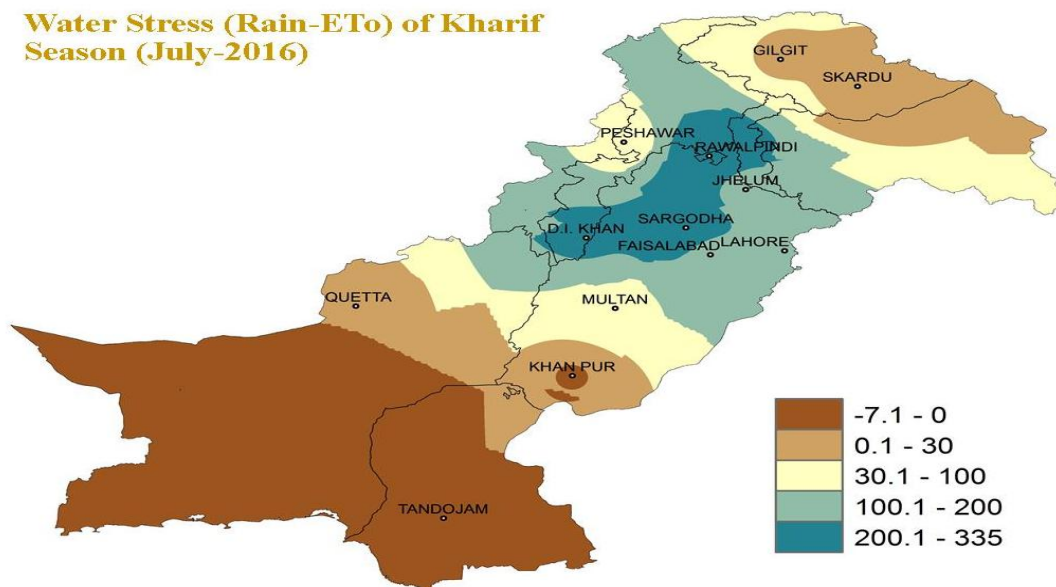 Water Stress (Rain-ETo) of Kharif
Season (July-2016)
GILGIT
SKARDU
PESHAWAR
RAWALPINDI
JHELUM
SARGODHA
D.I. KHAN
FAISALABAD
LAHORE
QUETTA
MULTAN
KHAN PUR
TANDOJAM
-7.1 - 0
0.1 - 30
30.1 - 100
100.1 - 200
200.1 - 335